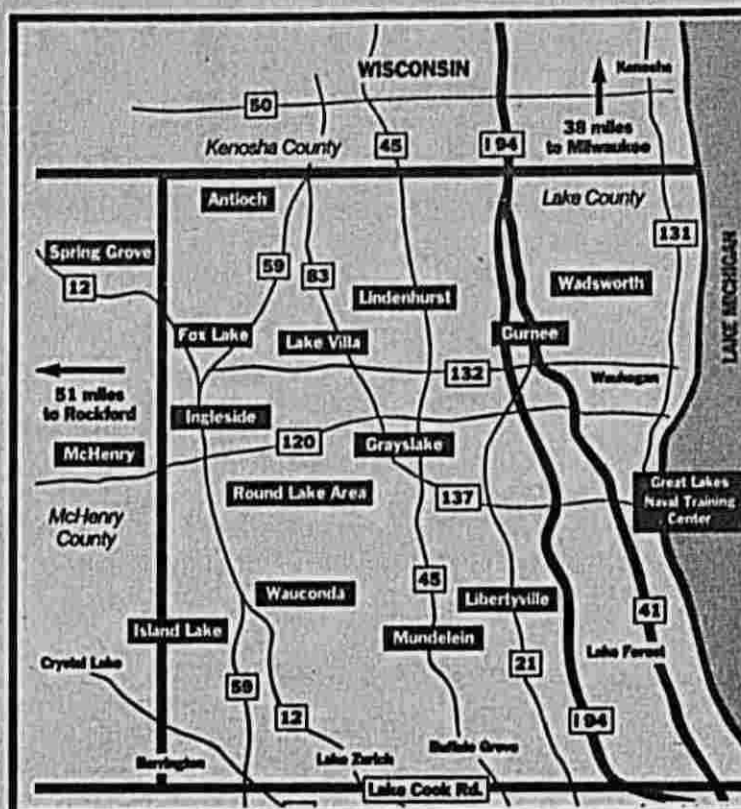 WISCONSIN
Kenosha
50
38 miles
to Milwaukee
Kenosha County
45
I 94
Antioch
Lake County
131
Spring Grove
59
83
Wadsworth
12
Lindenhurst
LAKE MICHIGAN
Fox Lake
Lake Villa
Gurnee
51 miles
to Rockford
132
Waukegan
Ingleside
120
Grayslake
McHenry
Round Lake Area
137
Great Lakes
Naval Training
Center
McHenry
County
45
Wauconda
Libertyville
41
Island Lake
Mundelein
Lake Forest
Crystal Lake
21
59
12
I 94
Barrington
Lake Zurich
Buffalo Grove
Lake Cook Rd.